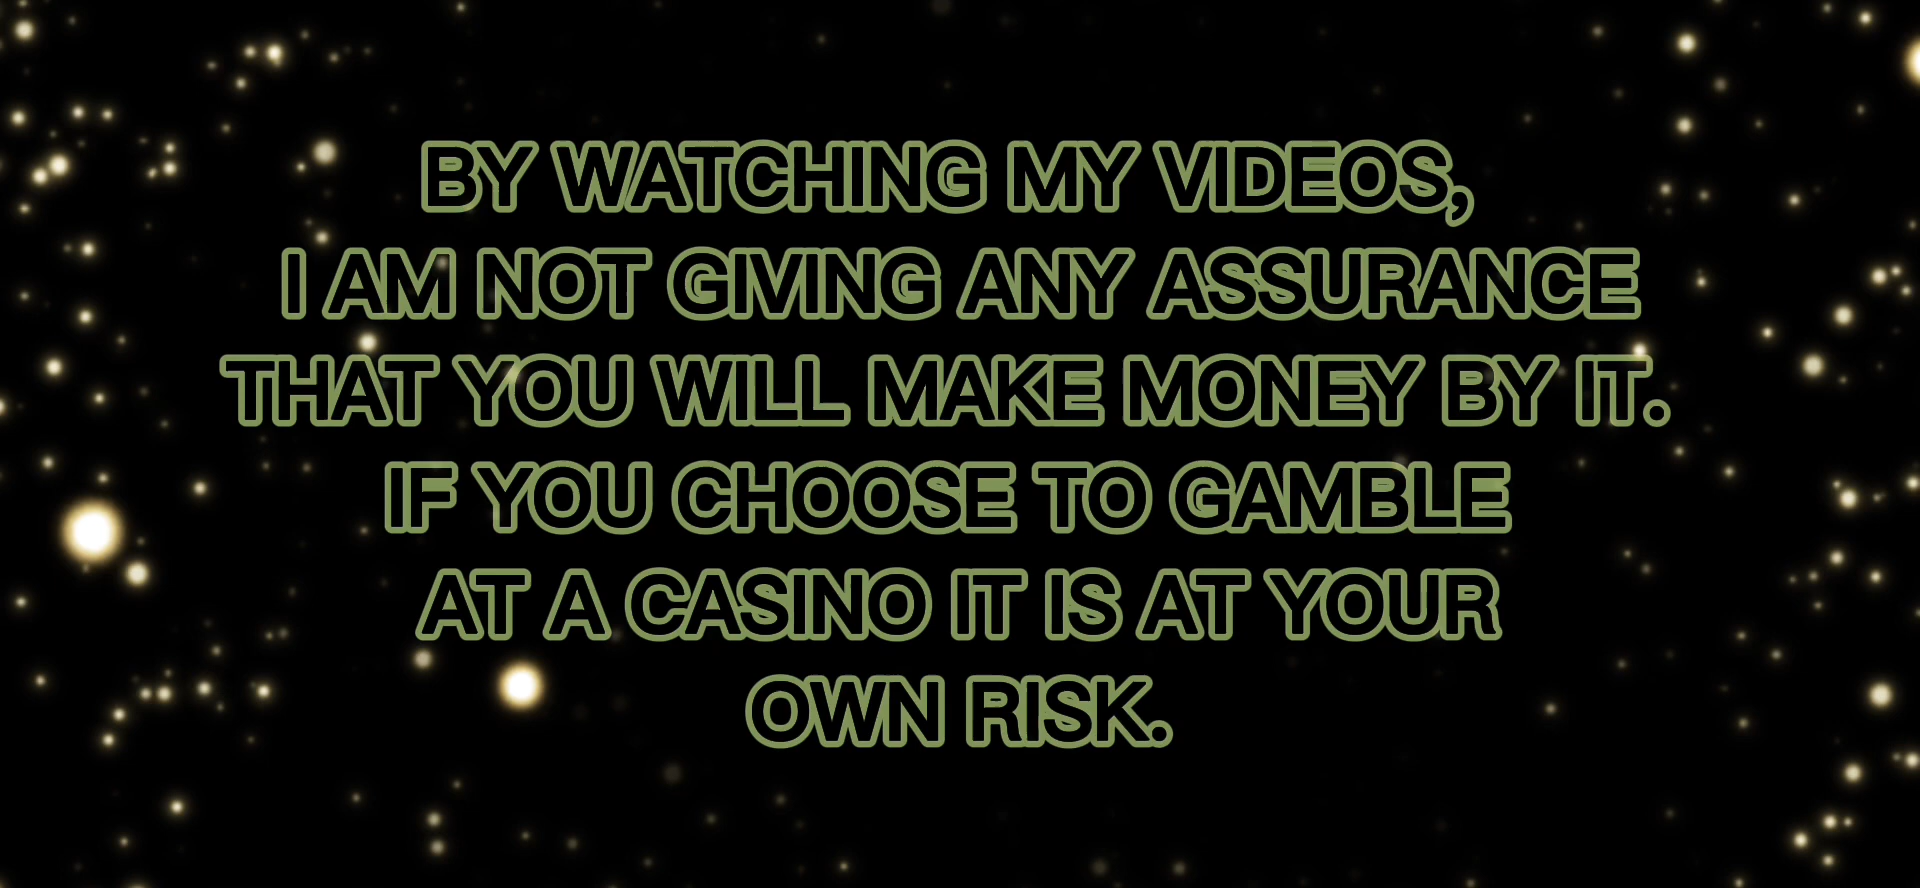 BY WATCHING MY VIDEOS,
I AM NOT GIVING ANY ASSURANCE
THAT YOU WILL MAKE MONEY BY IT.
IF YOU CHOOSE TO GAMBLE
AT A CASINO IT IS AT YOUR
OWN RISK.